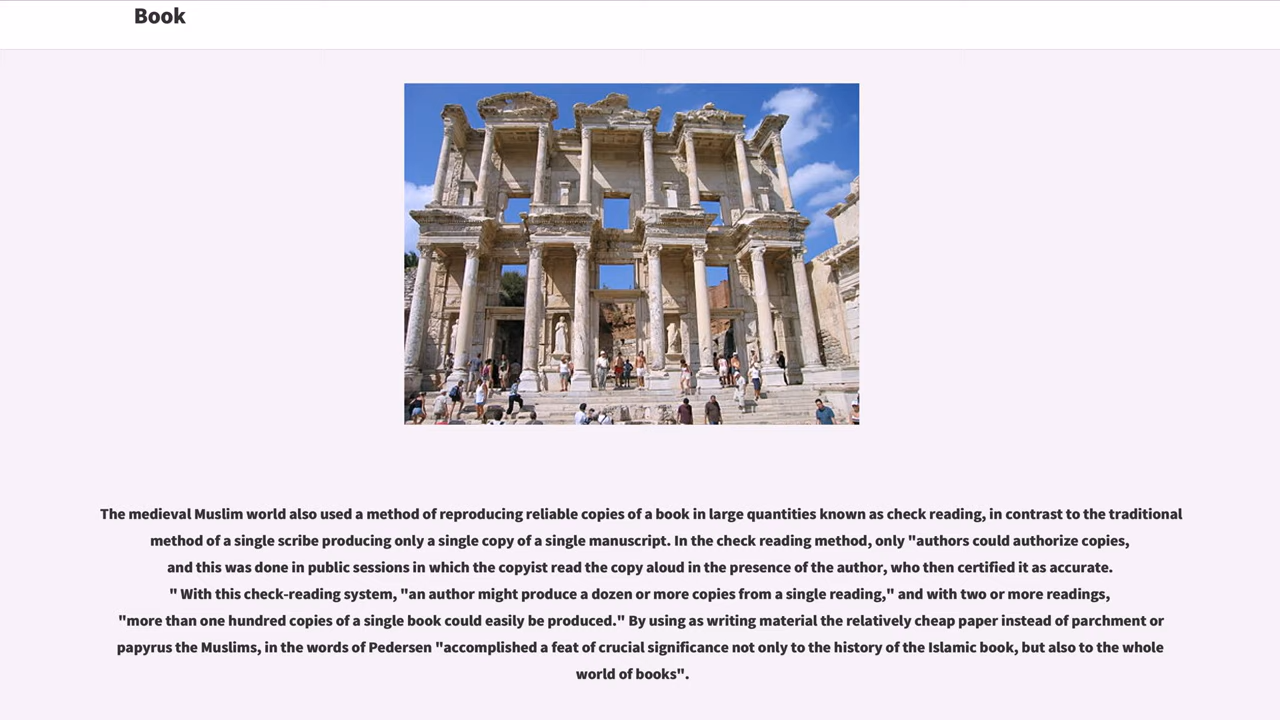 Book
The medieval Muslim world also used a method of reproducing reliable copies of a book in large quantities known as check reading, in contrast to the traditional
method of a single scribe producing only a single copy of a single manuscript. In the check reading method, only "authors could authorize copies,
and this was done in public sessions in which the copyist read the copy aloud in the presence of the author, who then certified it as accurate.
" With this check-reading system, "an author might produce a dozen or more copies from a single reading," and with two or more readings,
"more than one hundred copies of a single book could easily be produced." By using as writing material the relatively cheap paper instead of parchment or
papyrus the Muslims, in the words of Pedersen "accomplished a feat of crucial significance not only to the history of the Islamic book, but also to the whole
world of books".